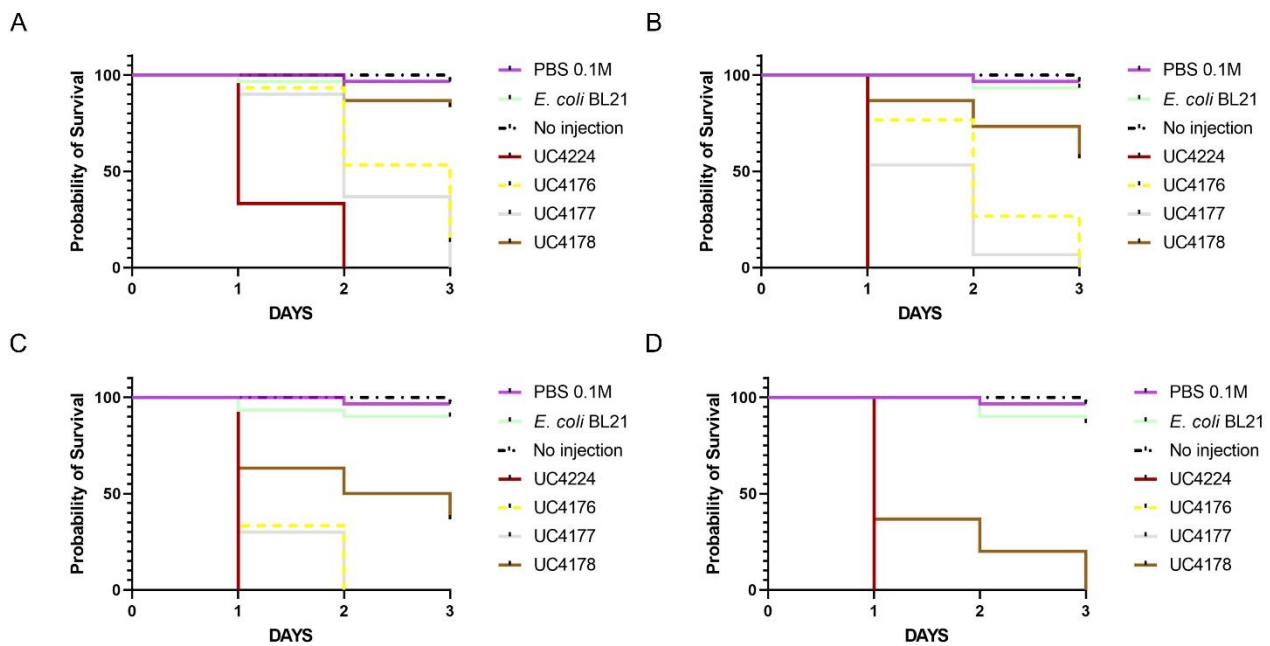 A
Probability of Survival
100
50
0
0 1 2 3
DAYS
PBS 0.1M
E. coli BL21
No injection
UC4224
UC4176
UC4177
UC4178
B
Probability of Survival
100
50
0
0 1 2 3
DAYS
PBS 0.1M
E. coli BL21
No injection
UC4224
UC4176
UC4177
UC4178
C
Probability of Survival
100
50
0
0 1 2 3
DAYS
PBS 0.1M
E. coli BL21
No injection
UC4224
UC4176
UC4177
UC4178
D
Probability of Survival
100
50
0
0 1 2 3
DAYS
PBS 0.1M
E. coli BL21
No injection
UC4224
UC4176
UC4177
UC4178